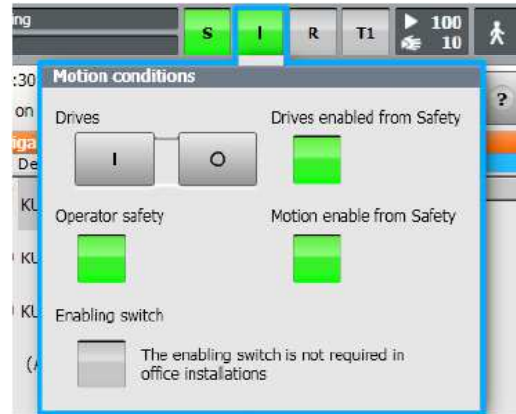 ng
S I R T1 100
10
:30
Motion conditions
?
on
Drives
Drives enabled from Safety
iga
De
I O
KU
Operator safety
Motion enable from Safety
KU
Enabling switch
KU
The enabling switch is not required in
office installations
(A